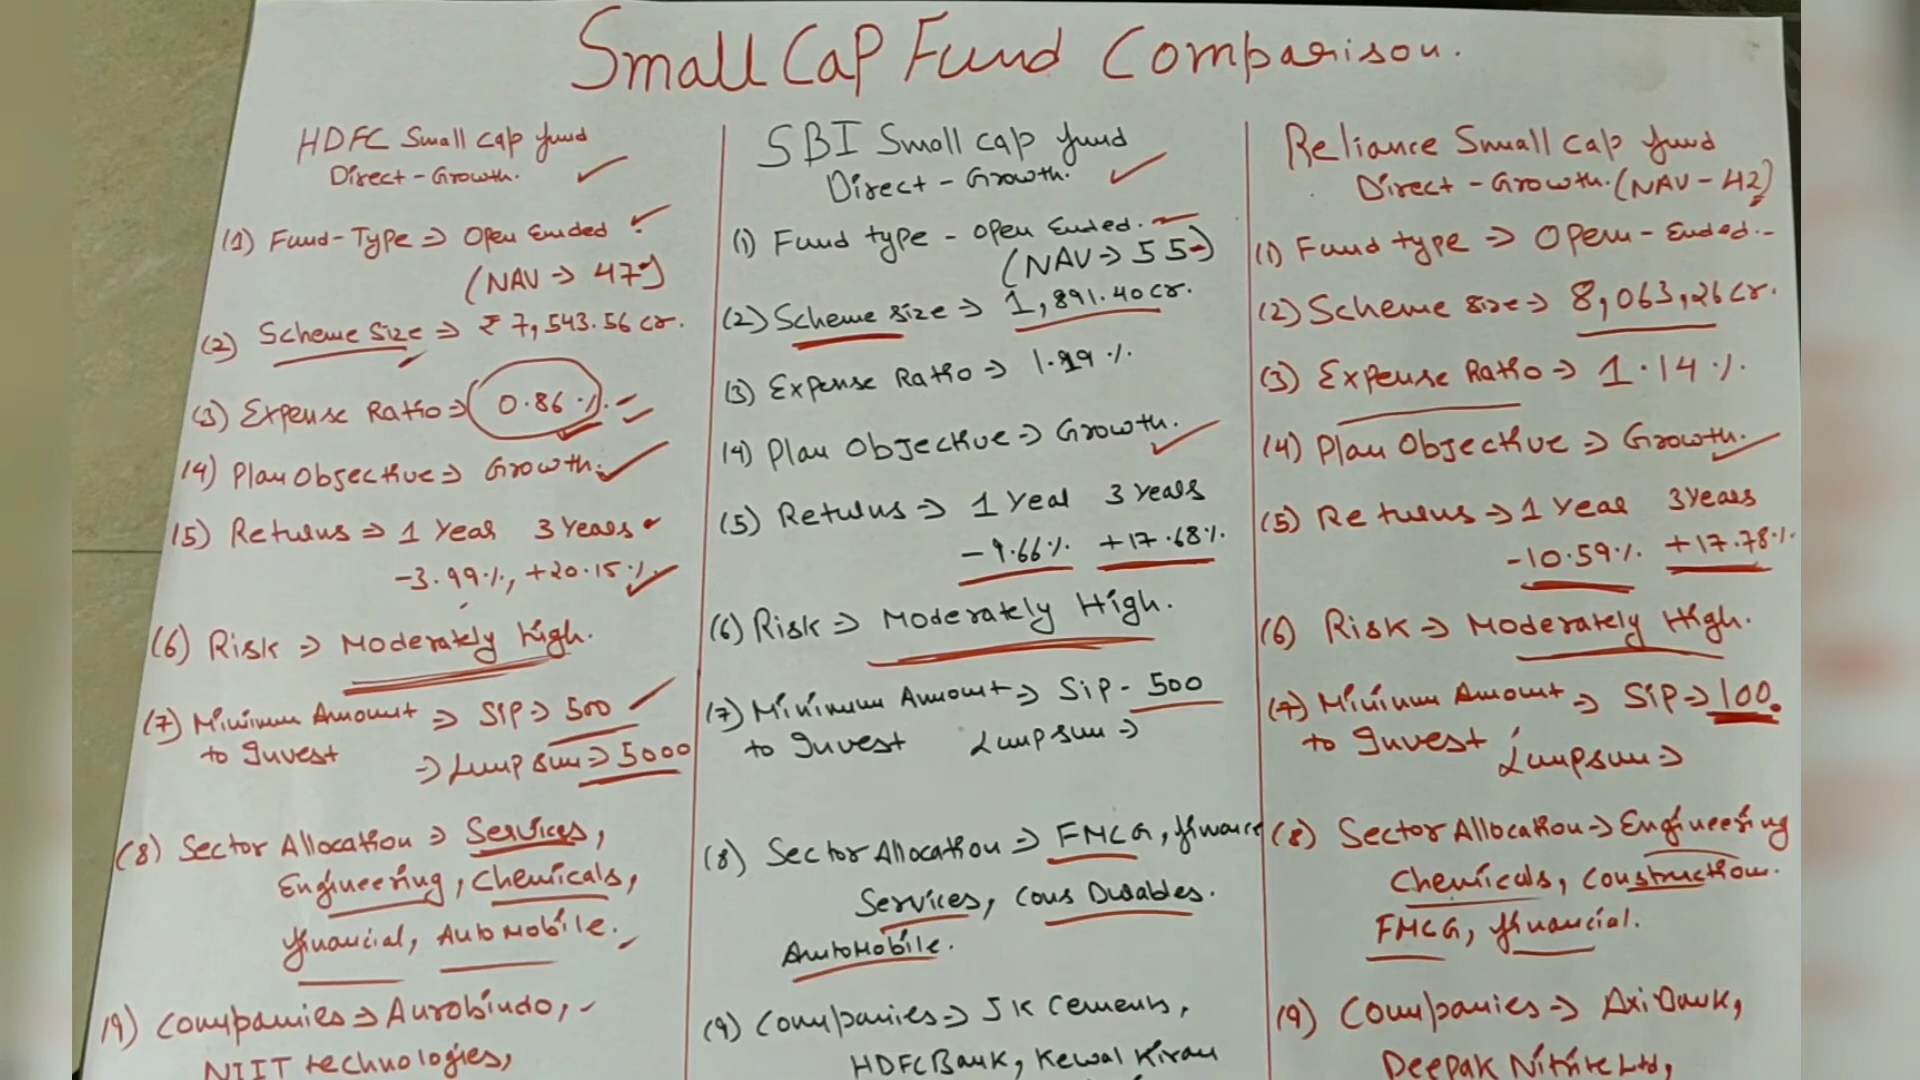 Small Cap Fund Comparison.
HDFC Small cap fund
Direct - Growth.
(1) Fund-Type ⇒ Open Ended
(NAV → 47)
(2) Scheme Size ⇒ ₹ 7,543.56 cr.
(3) Expense Ratio ⇒ 0.86 %.
(4) Plan Objective ⇒ Growth.
(5) Returns ⇒ 1 Year 3 Years
-3.99%, +20.15%
(6) Risk ⇒ Moderately high.
(7) Minimum Amount ⇒ SIP ⇒ 500
to Invest ⇒ Lumpsum ⇒ 5000
(8) Sector Allocation ⇒ Services,
Engineering, Chemicals,
financial, Automobile.
(9) Companies ⇒ Aurobindo,
NIIT technologies,
SBI Small cap fund
Direct - Growth.
(1) Fund type - open Ended.
(NAV → 55)
(2) Scheme size ⇒ 1,891.40 cr.
(3) Expense Ratio ⇒ %.
(4) Plan Objective ⇒ Growth.
(5) Returns ⇒ 1 Year 3 Years
-9.66%. +17.68%.
(6) Risk ⇒ Moderately High.
(7) Minimum Amount ⇒ SIP - 500
to Invest Lumpsum ⇒
(8) Sector Allocation ⇒ FMCG, finance
Services, Cons Durables.
Automobile.
(9) Companies ⇒ JK Cements,
HDFC Bank, Kewal Kiran
Reliance Small Cap fund
Direct - Growth. (NAV - 42)
(1) Fund type ⇒ Open - Ended.
(2) Scheme size ⇒ 8,063,26 cr.
(3) Expense Ratio ⇒ 1.14 %.
(4) Plan Objective ⇒ Growth.
(5) Returns ⇒ 1 Year 3 Years
-10.59%. +17.78%.
(6) Risk ⇒ Moderately High.
(7) Minimum Amount ⇒ SIP ⇒ 100.
to Invest Lumpsum ⇒
(8) Sector Allocation ⇒ Engineering
Chemicals, Construction.
FMCG, financial.
(9) Companies ⇒ Axi Bank,
Deepak Nitrite Ltd,